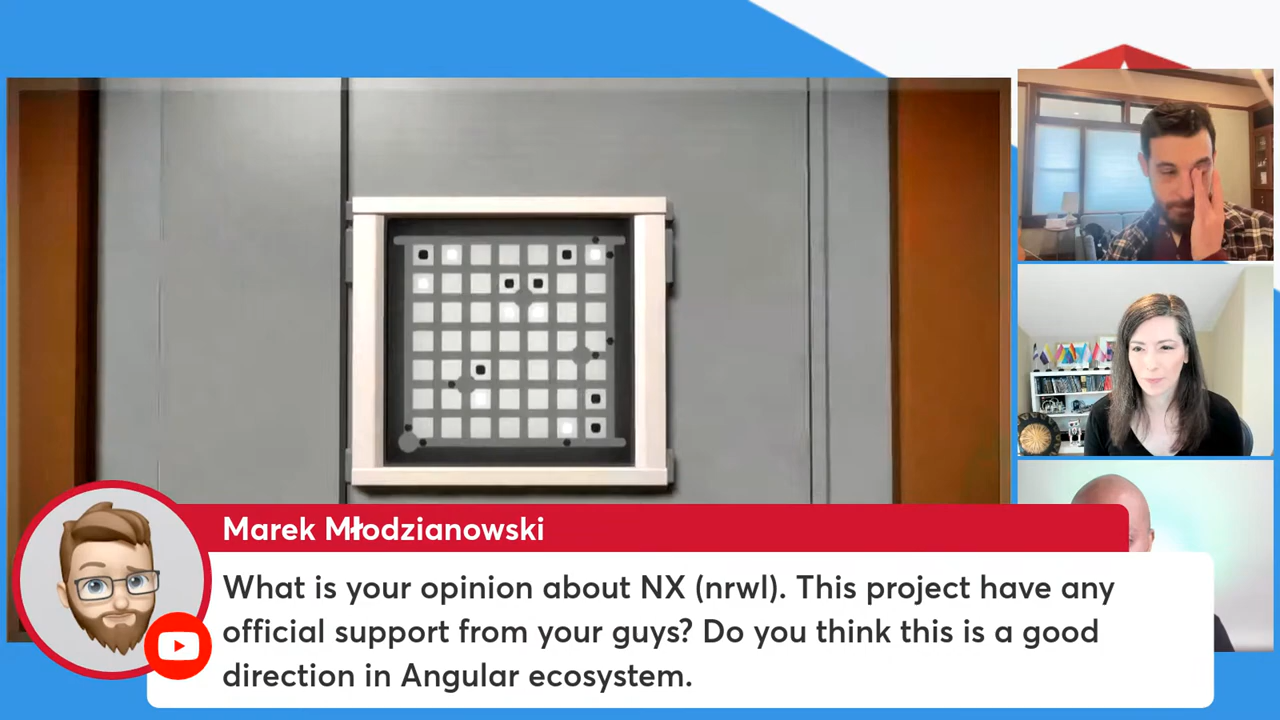 Marek Młodzianowski
What is your opinion about NX (nrwl). This project have any
official support from your guys? Do you think this is a good
direction in Angular ecosystem.